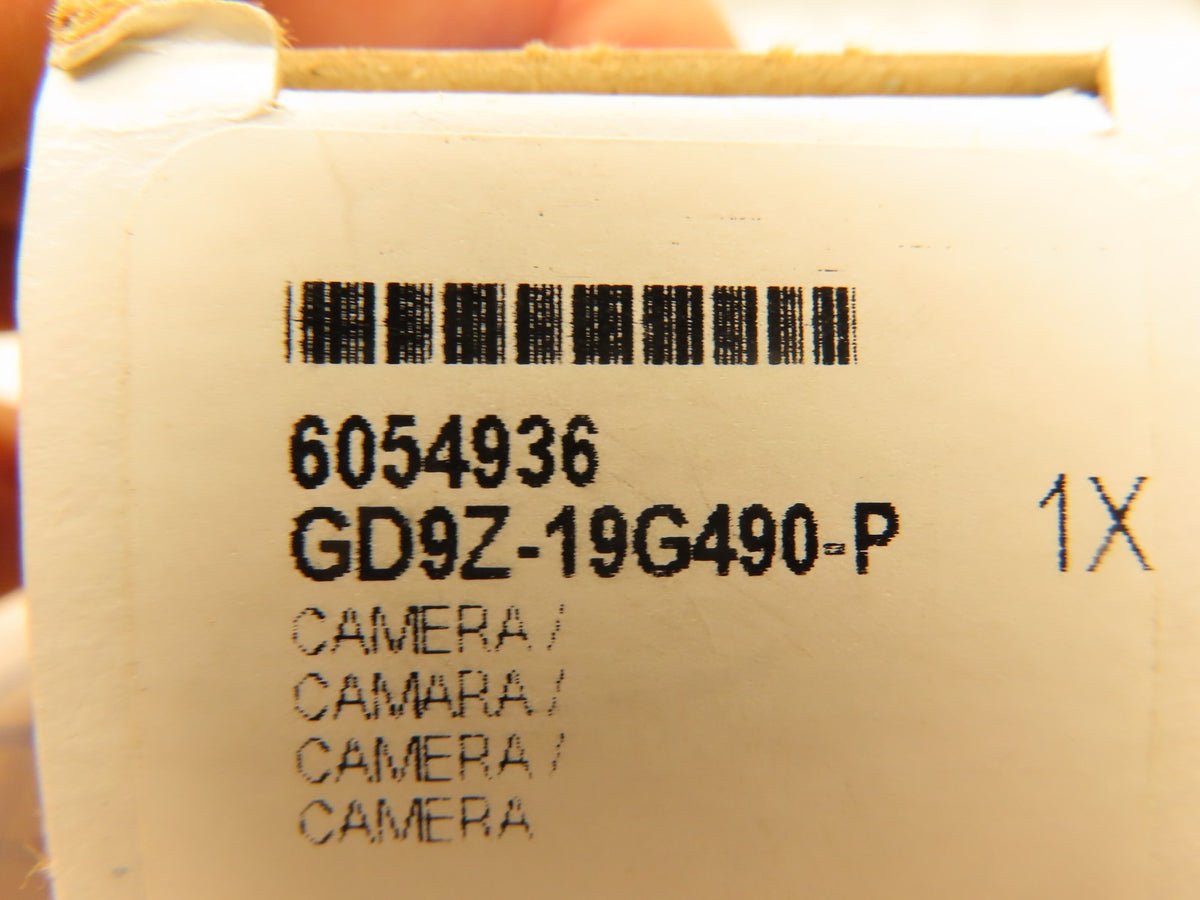 6054936
GD9Z-19G490-P
1X
CAMERA /
CAMARA /
CAMERA /
CAMERA